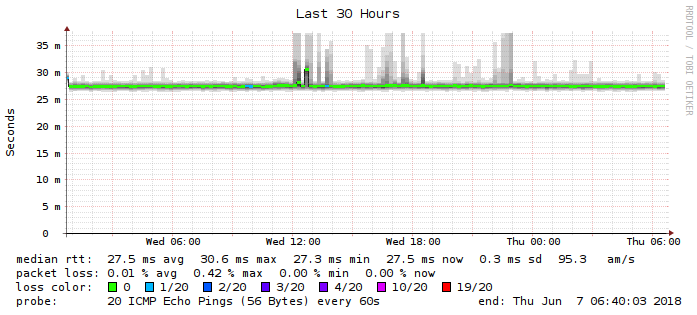 Last 30 Hours
RRDTOOL / TOBI OETIKER
Seconds
35 m
30 m
25 m
20 m
15 m
10 m
5 m
0
Wed 06:00 Wed 12:00 Wed 18:00 Thu 00:00 Thu 06:00
median rtt: 27.5 ms avg 30.6 ms max 27.3 ms min 27.5 ms now 0.3 ms sd 95.3 am/s
packet loss: 0.01 % avg 0.42 % max 0.00 % min 0.00 % now
loss color: 0 1/20 2/20 3/20 4/20 10/20 19/20
probe: 20 ICMP Echo Pings (56 Bytes) every 60s end: Thu Jun 7 06:40:03 2018